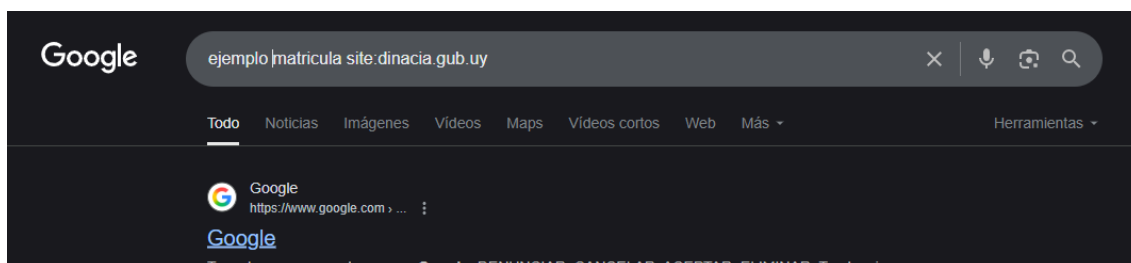 Google
ejemplo matricula site:dinacia.gub.uy
Todo Noticias Imágenes Vídeos Maps Vídeos cortos Web Más Herramientas
Google
https://www.google.com › ...
Google